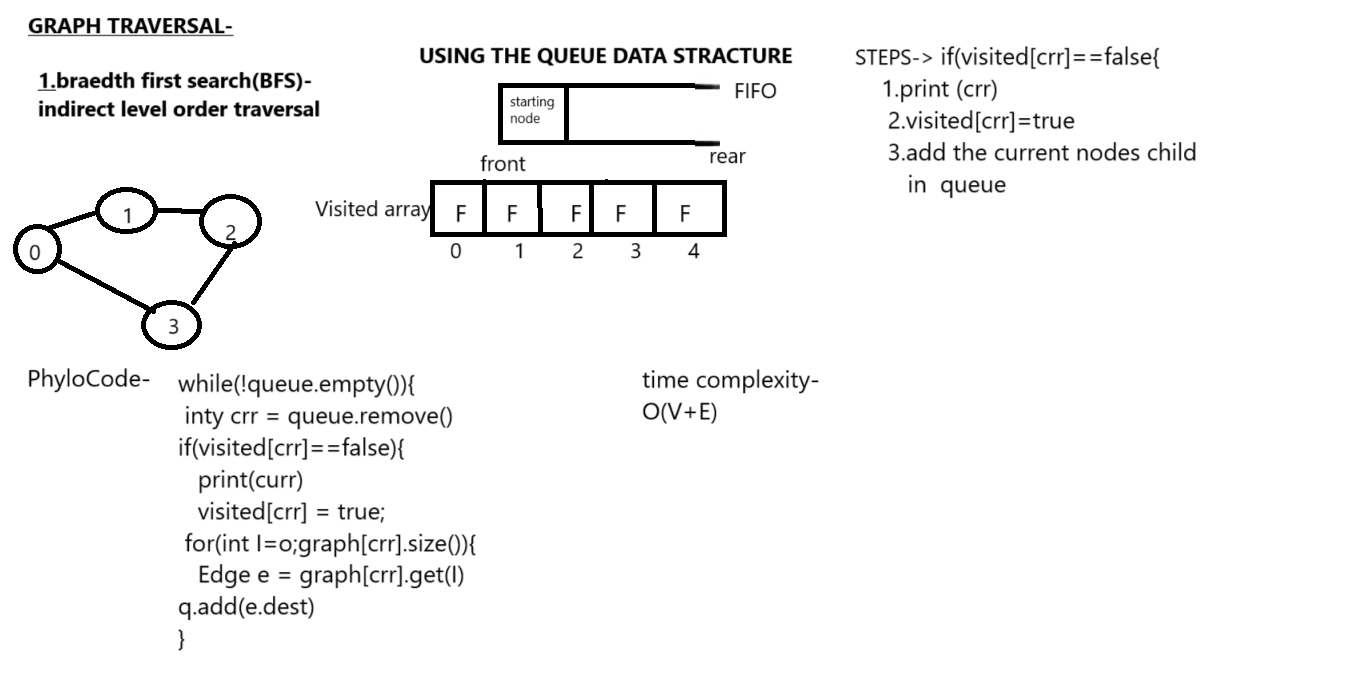 GRAPH TRAVERSAL-
1.braedth first search(BFS)-
indirect level order traversal
0
1
2
3
USING THE QUEUE DATA STRACTURE
starting
node
FIFO
front
rear
Visited array
F F F F F
0 1 2 3 4
STEPS-> if(visited[crr]==false{
1.print (crr)
2.visited[crr]=true
3.add the current nodes child
in queue
PhyloCode-
while(!queue.empty()){
inty crr = queue.remove()
if(visited[crr]==false){
print(curr)
visited[crr] = true;
for(int I=o;graph[crr].size()){
Edge e = graph[crr].get(I)
q.add(e.dest)
}
time complexity-
O(V+E)